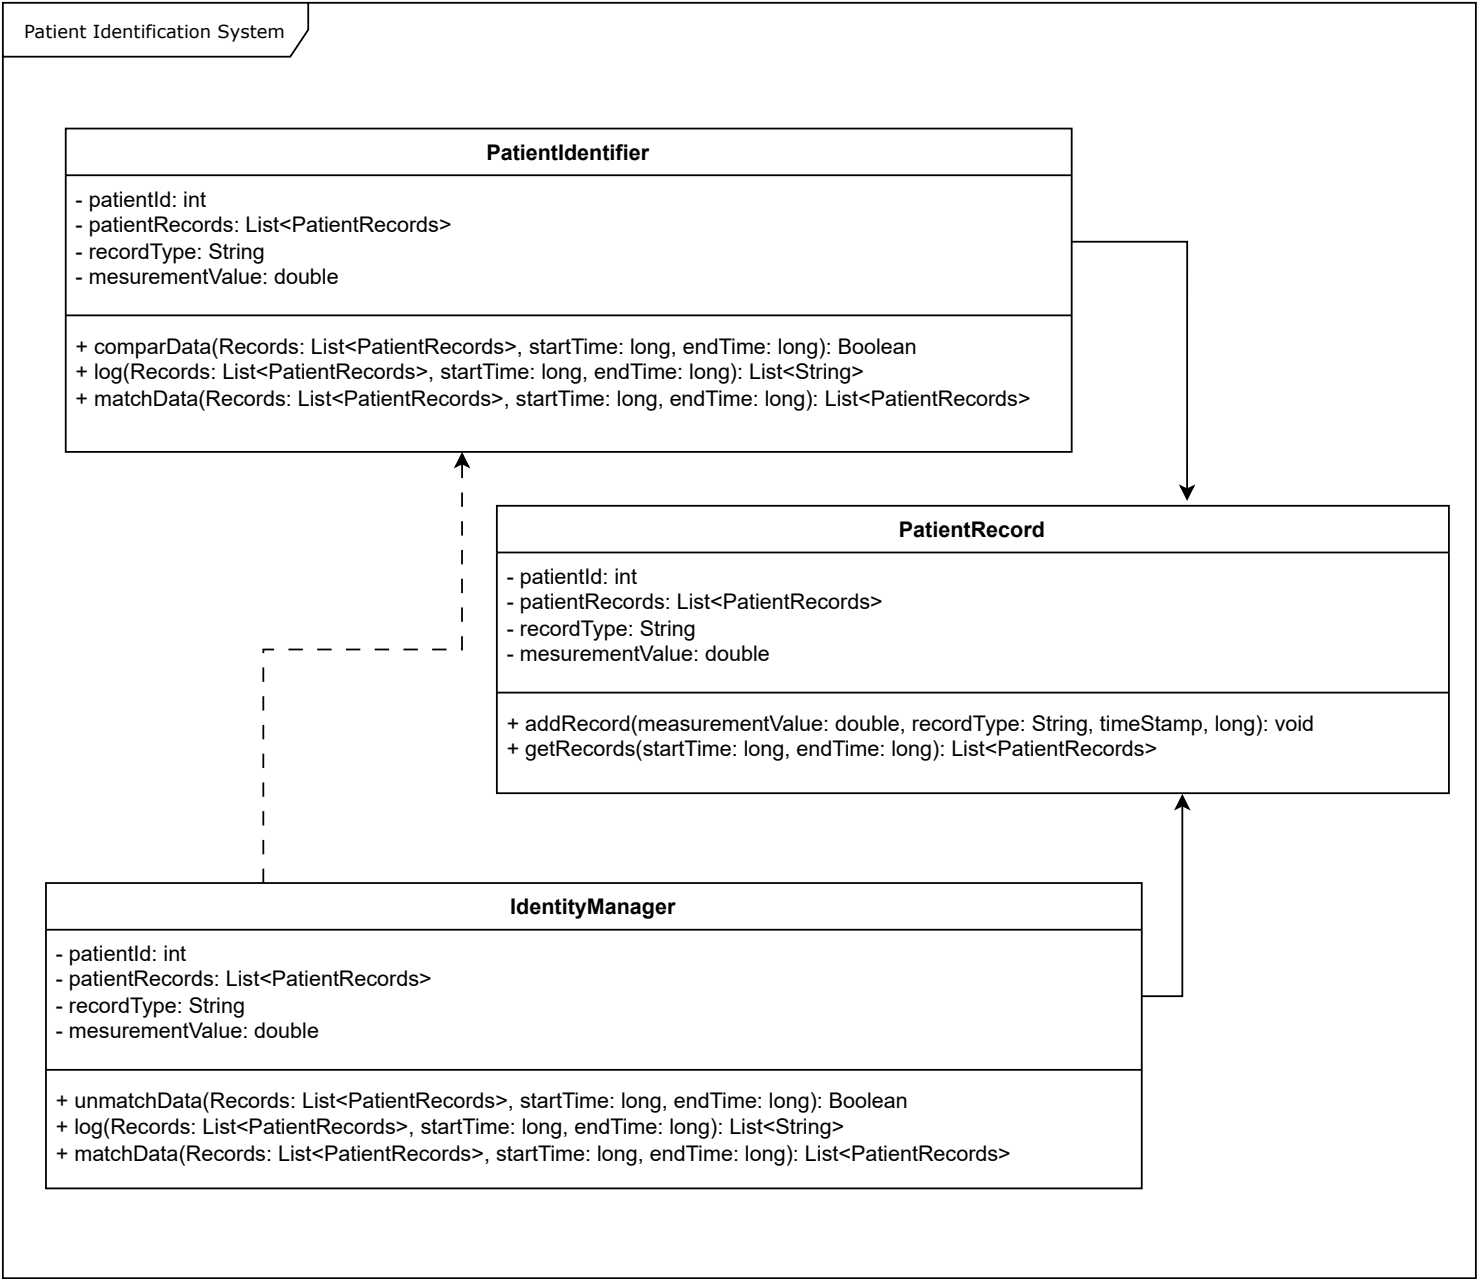 Patient Identification System
PatientIdentifier
- patientId: int
- patientRecords: List<PatientRecords>
- recordType: String
- mesurementValue: double
+ comparData(Records: List<PatientRecords>, startTime: long, endTime: long): Boolean
+ log(Records: List<PatientRecords>, startTime: long, endTime: long): List<String>
+ matchData(Records: List<PatientRecords>, startTime: long, endTime: long): List<PatientRecords>
PatientRecord
- patientId: int
- patientRecords: List<PatientRecords>
- recordType: String
- mesurementValue: double
+ addRecord(measurementValue: double, recordType: String, timeStamp, long): void
+ getRecords(startTime: long, endTime: long): List<PatientRecords>
IdentityManager
- patientId: int
- patientRecords: List<PatientRecords>
- recordType: String
- mesurementValue: double
+ unmatchData(Records: List<PatientRecords>, startTime: long, endTime: long): Boolean
+ log(Records: List<PatientRecords>, startTime: long, endTime: long): List<String>
+ matchData(Records: List<PatientRecords>, startTime: long, endTime: long): List<PatientRecords>